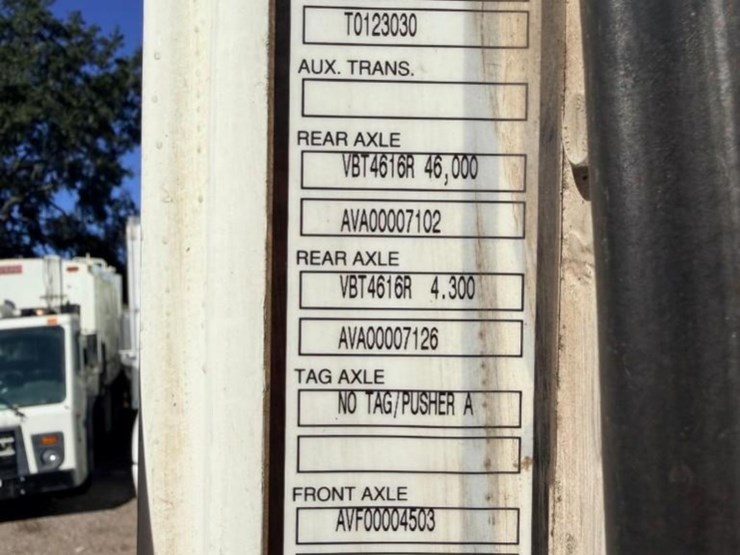 T0123030
AUX. TRANS.
REAR AXLE
VBT4616R 46,000
AVA00007102
REAR AXLE
VBT4616R 4.300
AVA00007126
TAG AXLE
NO TAG/PUSHER A
FRONT AXLE
AVF00004503